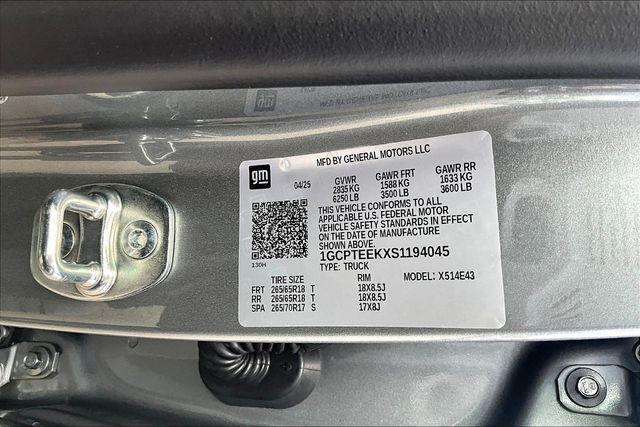 MFD BY GENERAL MOTORS LLC
gm
04/25 GVWR GAWR FRT GAWR RR
2835 KG 1588 KG 1633 KG
6250 LB 3500 LB 3600 LB
THIS VEHICLE CONFORMS TO ALL
APPLICABLE U.S. FEDERAL MOTOR
VEHICLE SAFETY STANDARDS IN EFFECT
ON THE DATE OF MANUFACTURE
SHOWN ABOVE.
1GCPTEEKXS1194045
130H
TYPE: TRUCK MODEL: X514E43
TIRE SIZE RIM
FRT 265/65R18 T 18X8.5J
RR 265/65R18 T 18X8.5J
SPA 265/70R17 S 17X8J